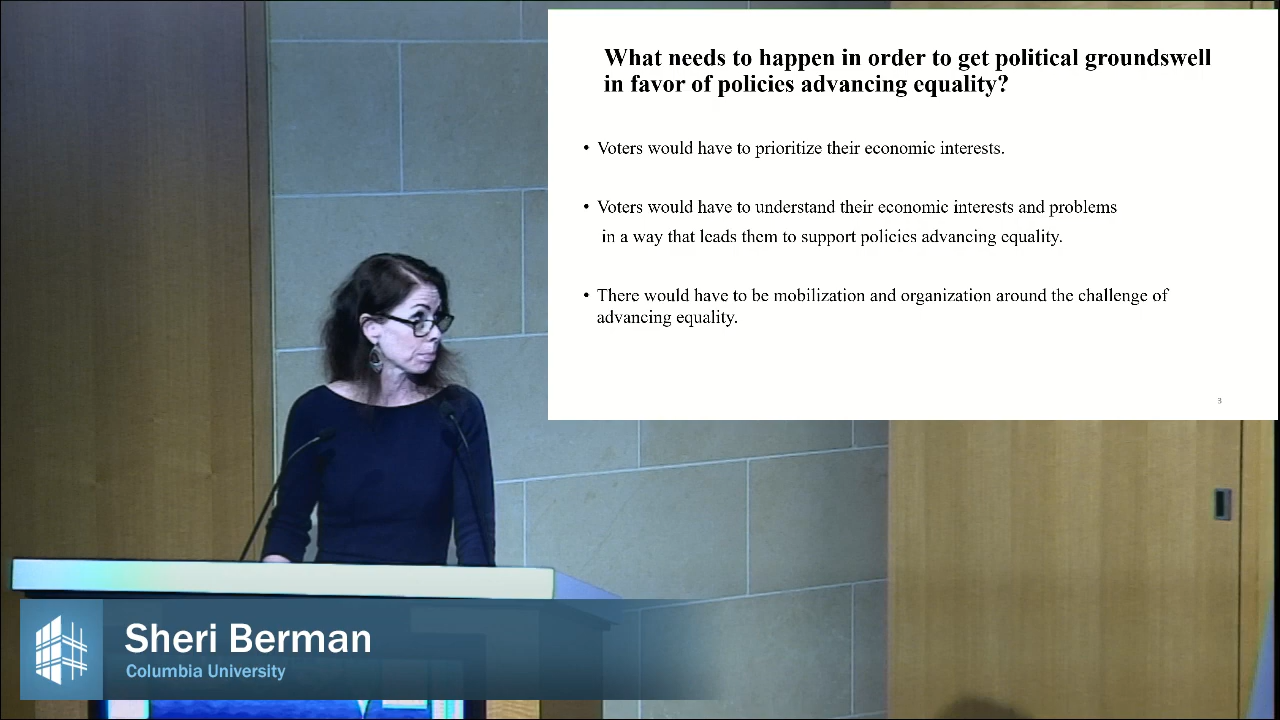 What needs to happen in order to get political groundswell
in favor of policies advancing equality?
• Voters would have to prioritize their economic interests.
• Voters would have to understand their economic interests and problems
in a way that leads them to support policies advancing equality.
• There would have to be mobilization and organization around the challenge of
advancing equality.
3
Sheri Berman
Columbia University